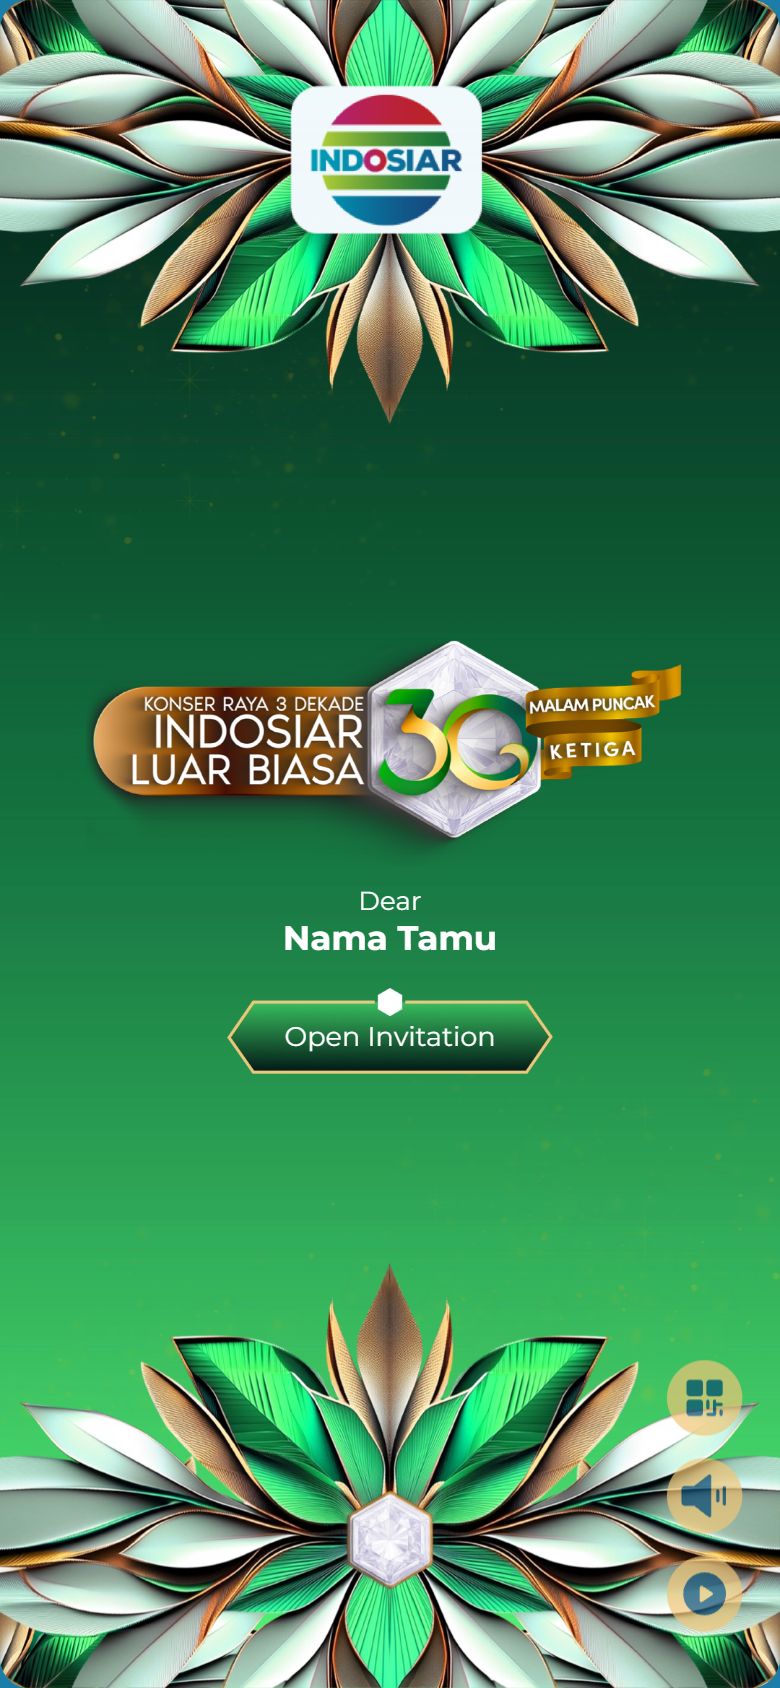 INDOSIAR
KONSER RAYA 3 DEKADE
INDOSIAR
LUAR BIASA
30
MALAM PUNCAK
KETIGA
Dear
Nama Tamu
Open Invitation